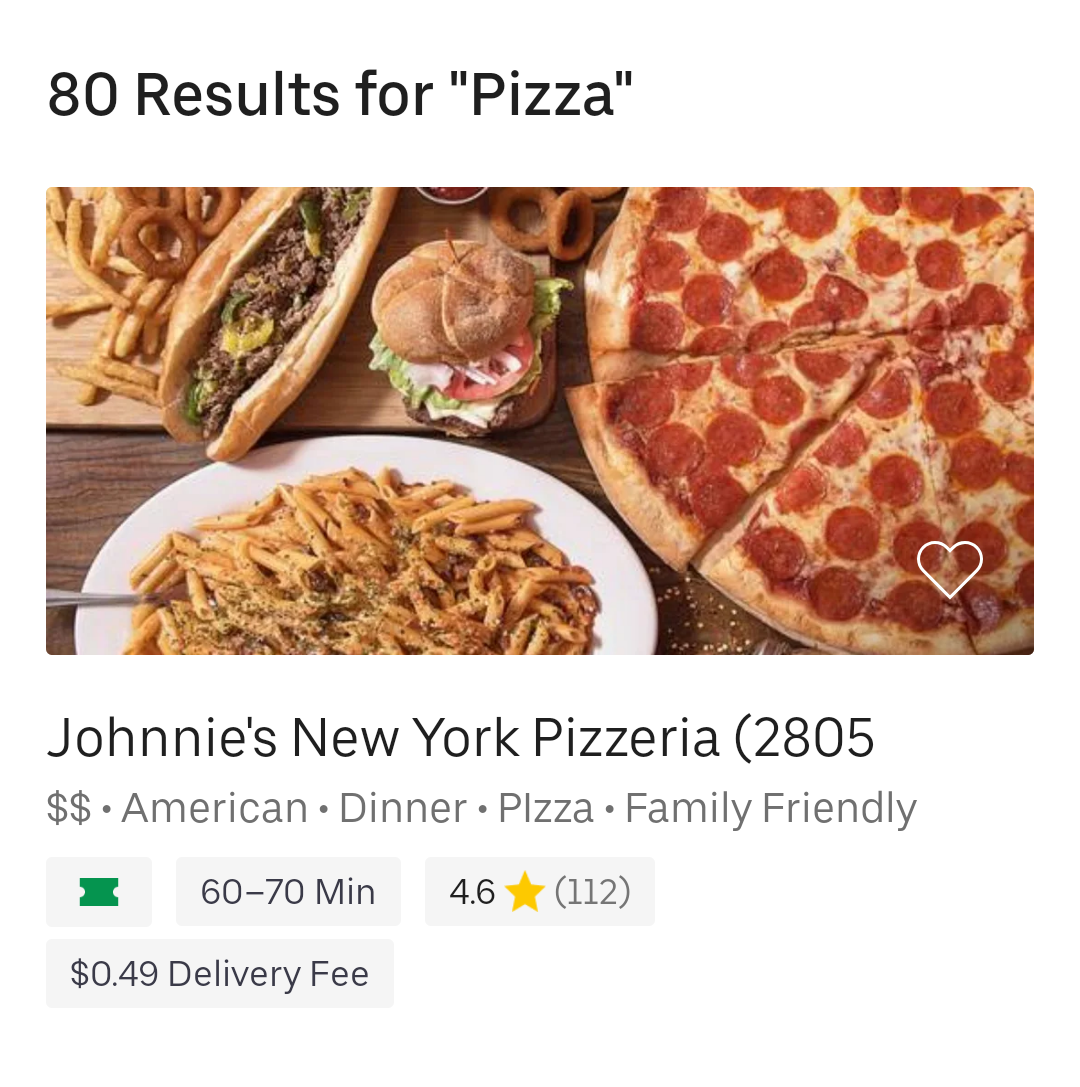 80 Results for "Pizza"
Johnnie's New York Pizzeria (2805
$$ • American • Dinner • PIzza • Family Friendly
60–70 Min
4.6 (112)
$0.49 Delivery Fee